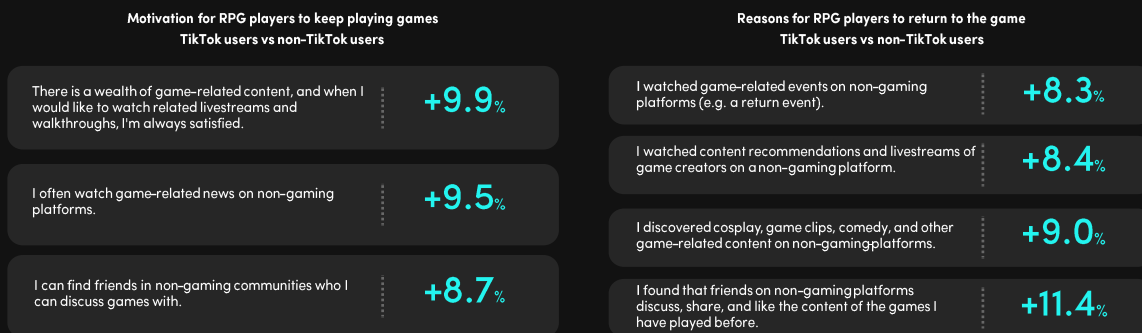 Motivation for RPG players to keep playing games
TikTok users vs non-TikTok users
There is a wealth of game-related content, and when I
would like to watch related livestreams and
walkthroughs, I'm always satisfied.
+9.9%
I often watch game-related news on non-gaming
platforms.
+9.5%
I can find friends in non-gaming communities who I
can discuss games with.
+8.7%
Reasons for RPG players to return to the game
TikTok users vs non-TikTok users
I watched game-related events on non-gaming
platforms (e.g. a return event).
+8.3%
I watched content recommendations and livestreams of
game creators on a non-gaming platform.
+8.4%
I discovered cosplay, game clips, comedy, and other
game-related content on non-gaming platforms.
+9.0%
I found that friends on non-gaming platforms
discuss, share, and like the content of the games I
have played before.
+11.4%